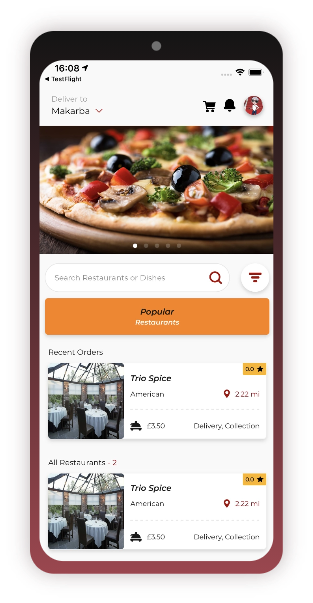 16:08
TestFlight
Deliver to
Makarba
Search Restaurants or Dishes
Popular
Restaurants
Recent Orders
0.0
Trio Spice
American
2.22 mi
£3.50
Delivery, Collection
All Restaurants - 2
0.0
Trio Spice
American
2.22 mi
£3.50
Delivery, Collection